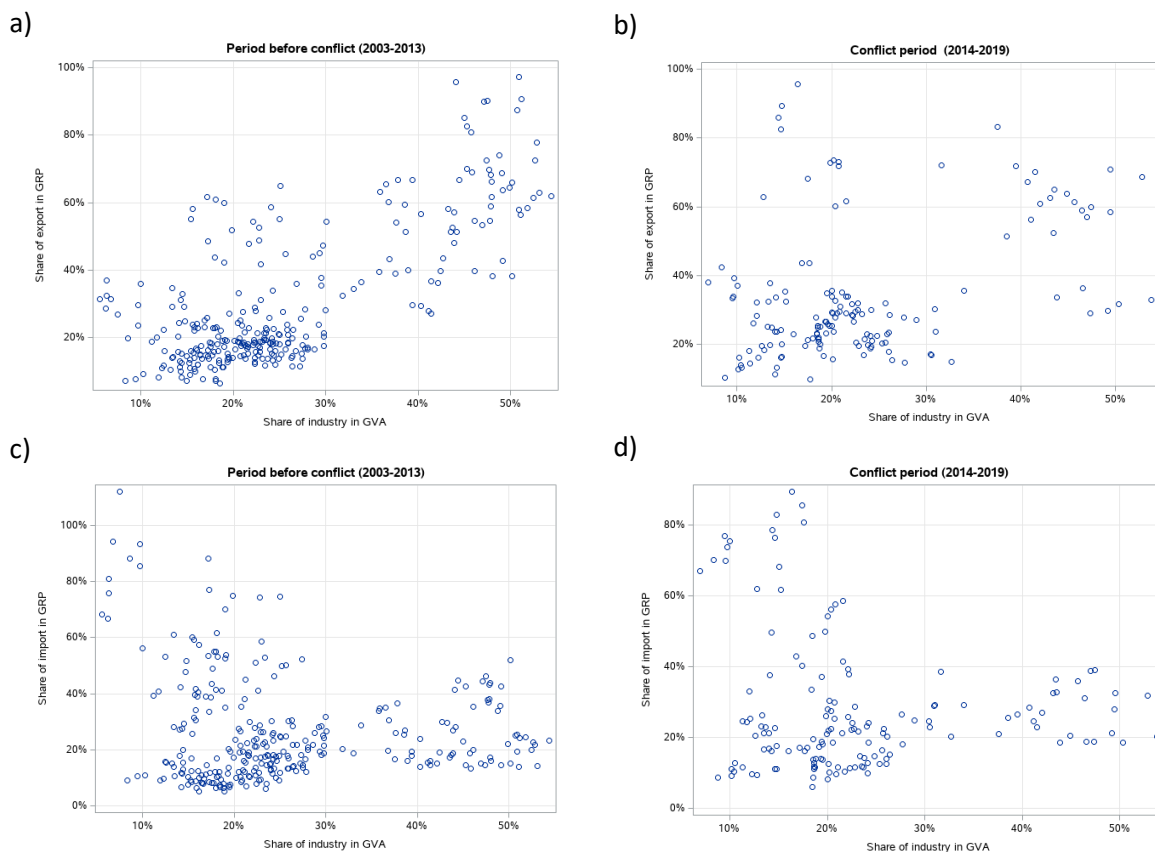 a)
Period before conflict (2003-2013)
100%
80%
60%
40%
20%
Share of export in GRP
10%
20%
30%
40%
50%
Share of industry in GVA
b)
Conflict period (2014-2019)
100%
80%
60%
40%
20%
Share of export in GRP
10%
20%
30%
40%
50%
Share of industry in GVA
c)
Period before conflict (2003-2013)
100%
80%
60%
40%
20%
0%
Share of import in GRP
10%
20%
30%
40%
50%
Share of industry in GVA
d)
Conflict period (2014-2019)
80%
60%
40%
20%
0%
Share of import in GRP
10%
20%
30%
40%
50%
Share of industry in GVA